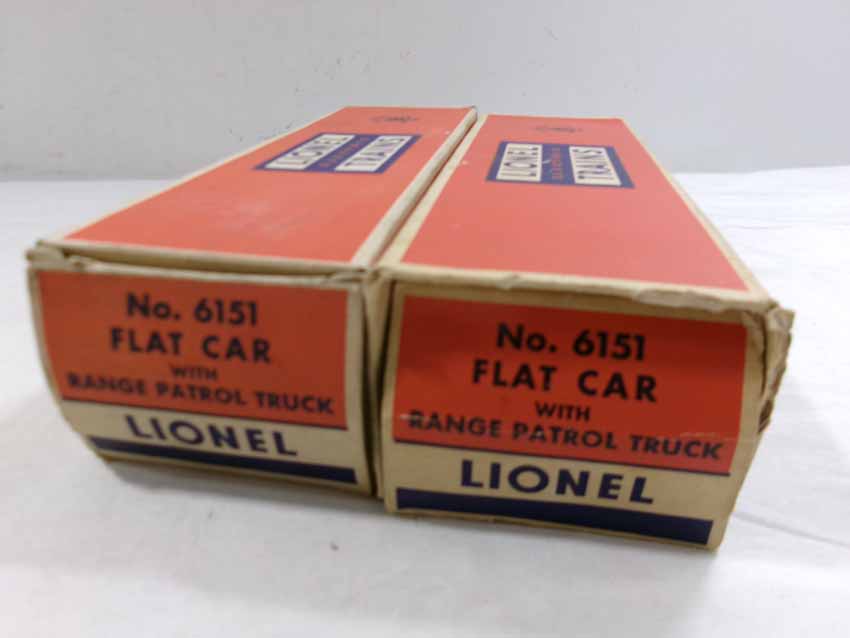 LIONEL
TRAINS
LIONEL
TRAINS
No. 6151
FLAT CAR
WITH
RANGE PATROL TRUCK
LIONEL
No. 6151
FLAT CAR
WITH
RANGE PATROL TRUCK
LIONEL